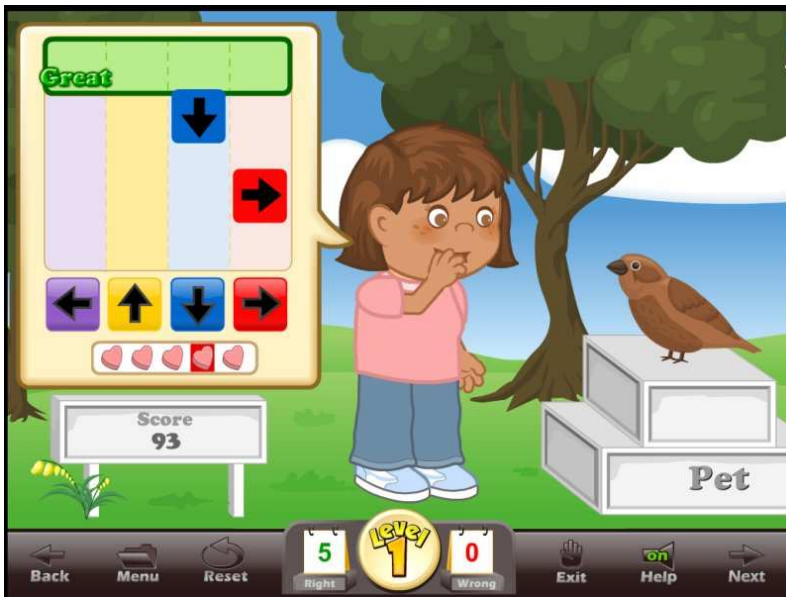 Great
Score
93
Pet
Level
1
5
Right
0
Wrong
Back
Menu
Reset
Exit
on
Help
Next